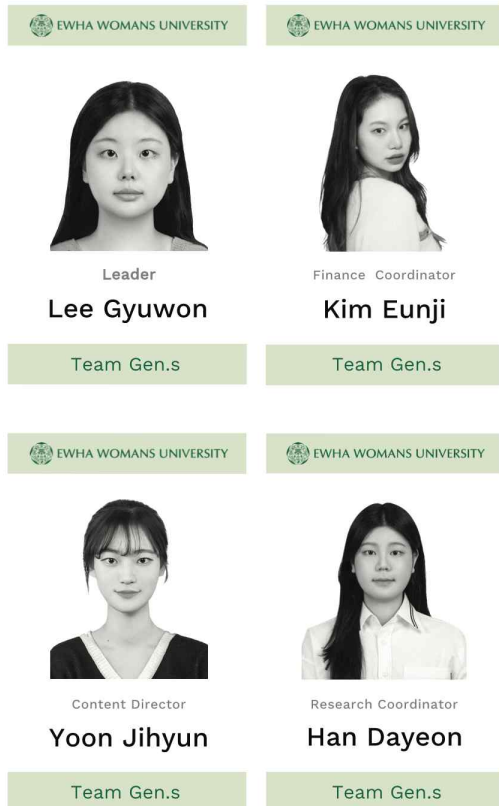 EWHA WOMANS UNIVERSITY
Leader
Lee Gyuwon
Team Gen.s
EWHA WOMANS UNIVERSITY
Finance Coordinator
Kim Eunji
Team Gen.s
EWHA WOMANS UNIVERSITY
Content Director
Yoon Jihyun
Team Gen.s
EWHA WOMANS UNIVERSITY
Research Coordinator
Han Dayeon
Team Gen.s